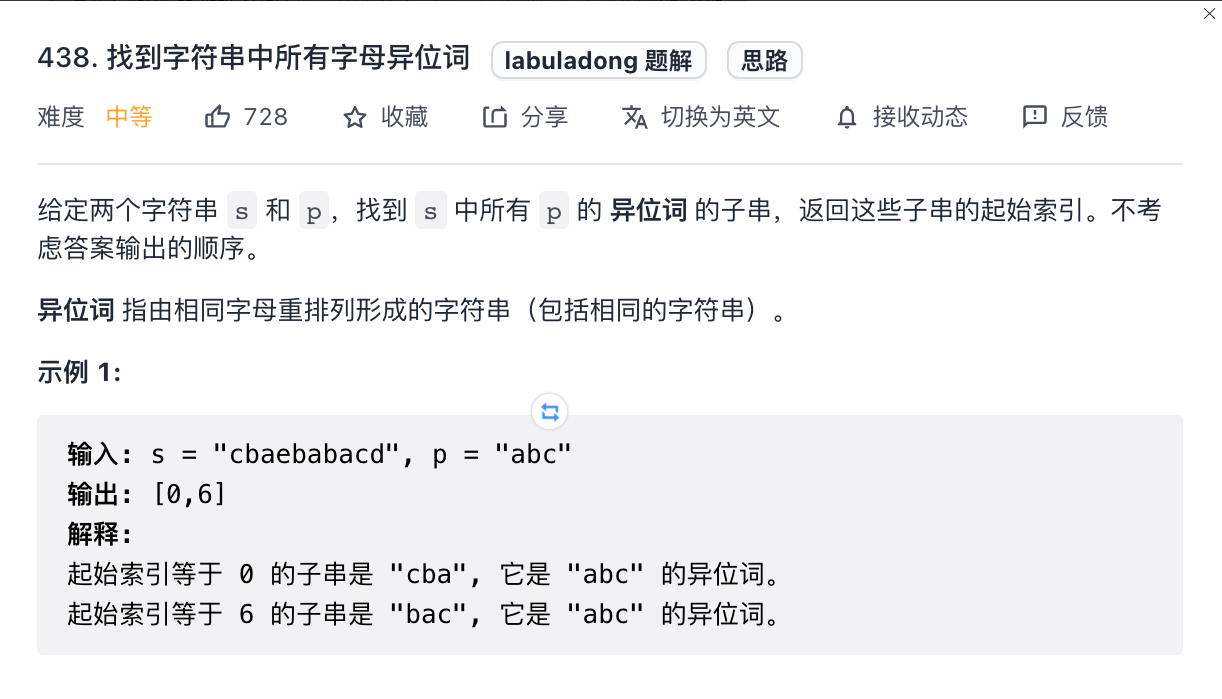 438. 找到字符串中所有字母异位词 labuladong 题解 思路
难度 中等 728 收藏 分享 切换为英文 接收动态 反馈
给定两个字符串 s 和 p，找到 s 中所有 p 的 异位词 的子串，返回这些子串的起始索引。不考
虑答案输出的顺序。
异位词 指由相同字母重排列形成的字符串（包括相同的字符串）。
示例 1:
输入: s = "cbaebabacd", p = "abc"
输出: [0,6]
解释:
起始索引等于 0 的子串是 "cba", 它是 "abc" 的异位词。
起始索引等于 6 的子串是 "bac", 它是 "abc" 的异位词。